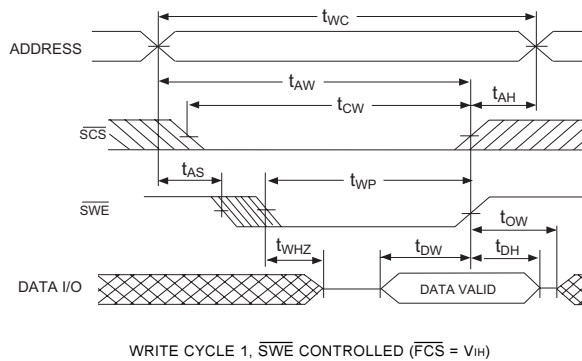 tWC
ADDRESS
tAW
tCW
tAH
SCS
tAS
tWP
SWE
tOW
tWHZ
tDW
tDH
DATA I/O
DATA VALID
WRITE CYCLE 1, SWE CONTROLLED (FCS = VIH)